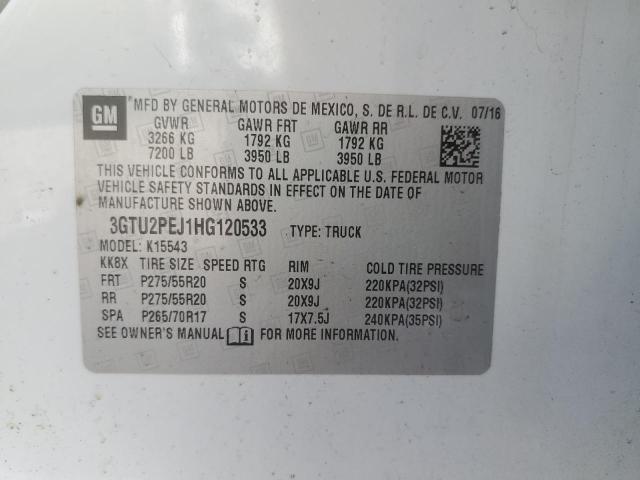 GM
MFD BY GENERAL MOTORS DE MEXICO, S. DE R.L. DE C.V. 07/16
GVWR GAWR FRT GAWR RR
3266 KG 1792 KG 1792 KG
7200 LB 3950 LB 3950 LB
THIS VEHICLE CONFORMS TO ALL APPLICABLE U.S. FEDERAL MOTOR
VEHICLE SAFETY STANDARDS IN EFFECT ON THE DATE OF
MANUFACTURE SHOWN ABOVE.
3GTU2PEJ1HG120533 TYPE: TRUCK
MODEL: K15543
KK8X TIRE SIZE SPEED RTG RIM COLD TIRE PRESSURE
FRT P275/55R20 S 20X9J 220KPA(32PSI)
RR P275/55R20 S 20X9J 220KPA(32PSI)
SPA P265/70R17 S 17X7.5J 240KPA(35PSI)
SEE OWNER'S MANUAL FOR MORE INFORMATION.